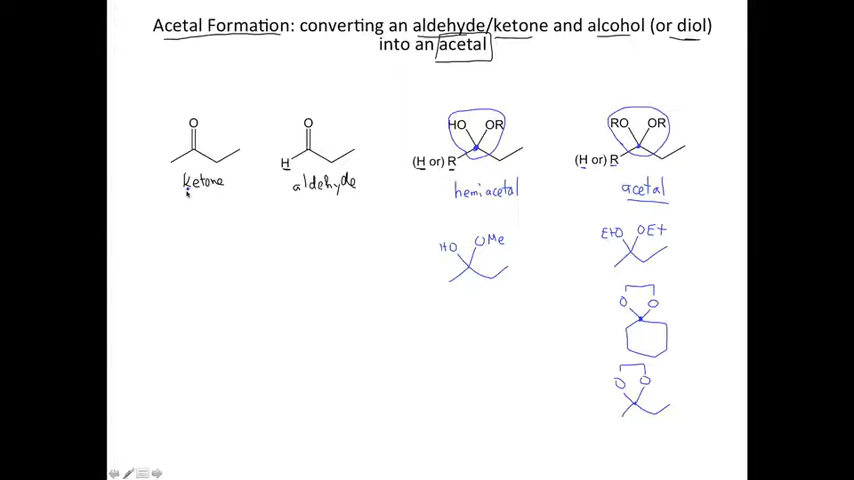 Acetal Formation: converting an aldehyde/ketone and alcohol (or diol)
into an acetal
O
O
HO OR
RO OR
H
(H or) R
(H or) R
ketone
aldehyde
hemiacetal
acetal
HO OMe
EtO OEt
O O
O O